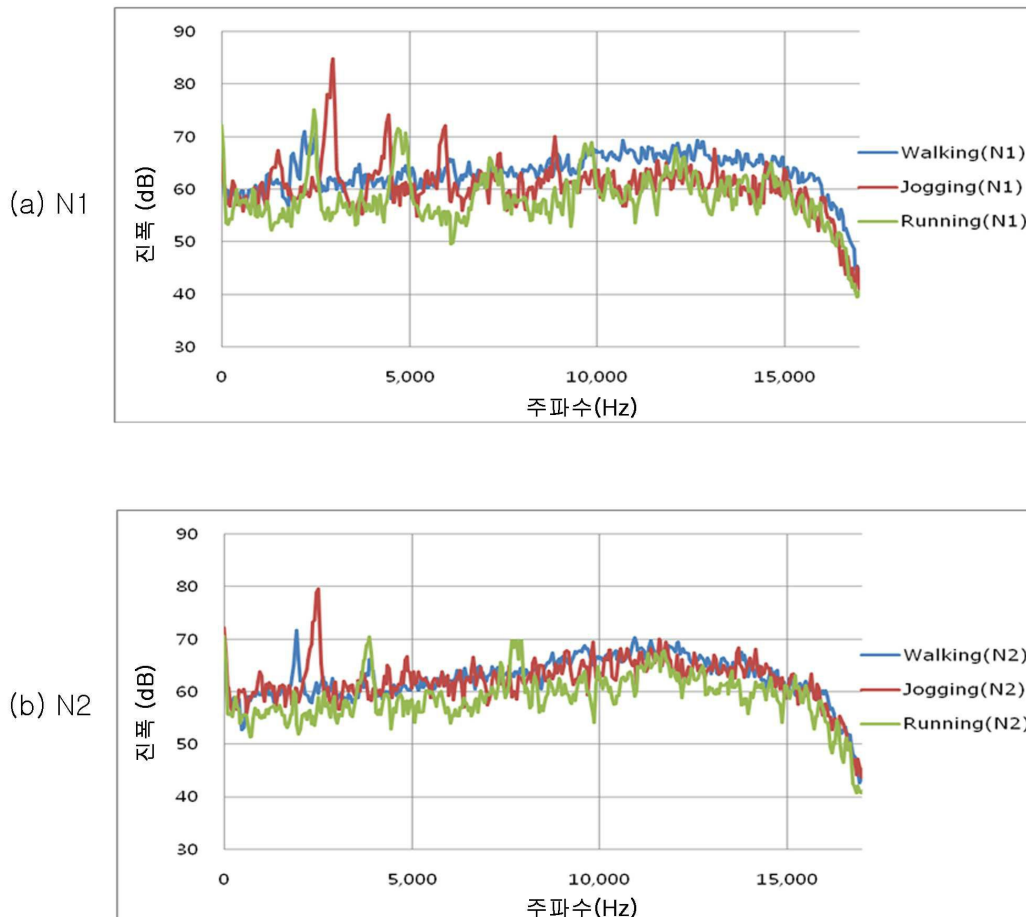 (a) N1
진폭 (dB)
90
80
70
60
50
40
30
0
5,000
10,000
15,000
주파수(Hz)
Walking(N1)
Jogging(N1)
Running(N1)
(b) N2
진폭 (dB)
90
80
70
60
50
40
30
0
5,000
10,000
15,000
주파수(Hz)
Walking(N2)
Jogging(N2)
Running(N2)